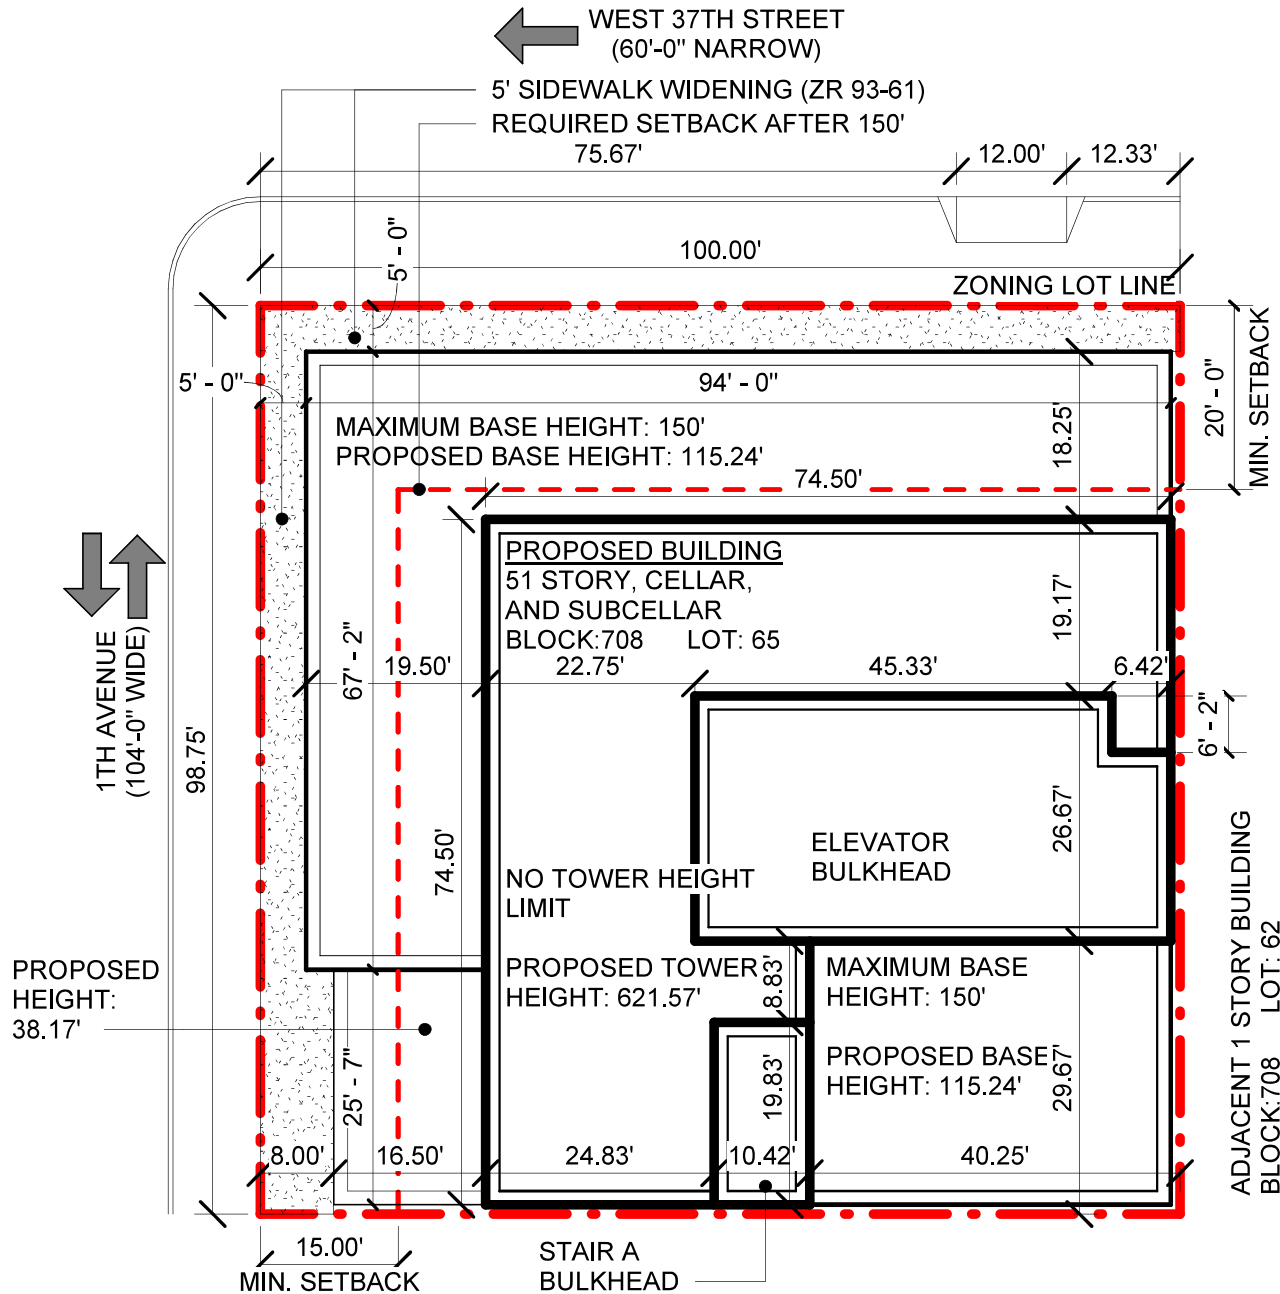 WEST 37TH STREET
(60'-0" NARROW)
5' SIDEWALK WIDENING (ZR 93-61)
REQUIRED SETBACK AFTER 150'
75.67'
12.00'
12.33'
5' - 0"
100.00'
ZONING LOT LINE
5' - 0"
94' - 0"
18.25'
20' - 0"
MIN. SETBACK
MAXIMUM BASE HEIGHT: 150'
PROPOSED BASE HEIGHT: 115.24'
74.50'
PROPOSED BUILDING
51 STORY, CELLAR,
AND SUBCELLAR
BLOCK:708 LOT: 65
19.17'
1TH AVENUE
(104'-0" WIDE)
98.75'
67' - 2"
19.50'
22.75'
45.33'
6.42'
6' - 2"
74.50'
26.67'
ELEVATOR
BULKHEAD
NO TOWER HEIGHT
LIMIT
PROPOSED TOWER
HEIGHT: 621.57'
8.83'
MAXIMUM BASE
HEIGHT: 150'
PROPOSED BASE
HEIGHT: 115.24'
29.67'
ADJACENT 1 STORY BUILDING
BLOCK:708 LOT: 62
PROPOSED
HEIGHT:
38.17'
25' - 7"
19.83'
8.00'
16.50'
24.83'
10.42'
40.25'
15.00'
MIN. SETBACK
STAIR A
BULKHEAD